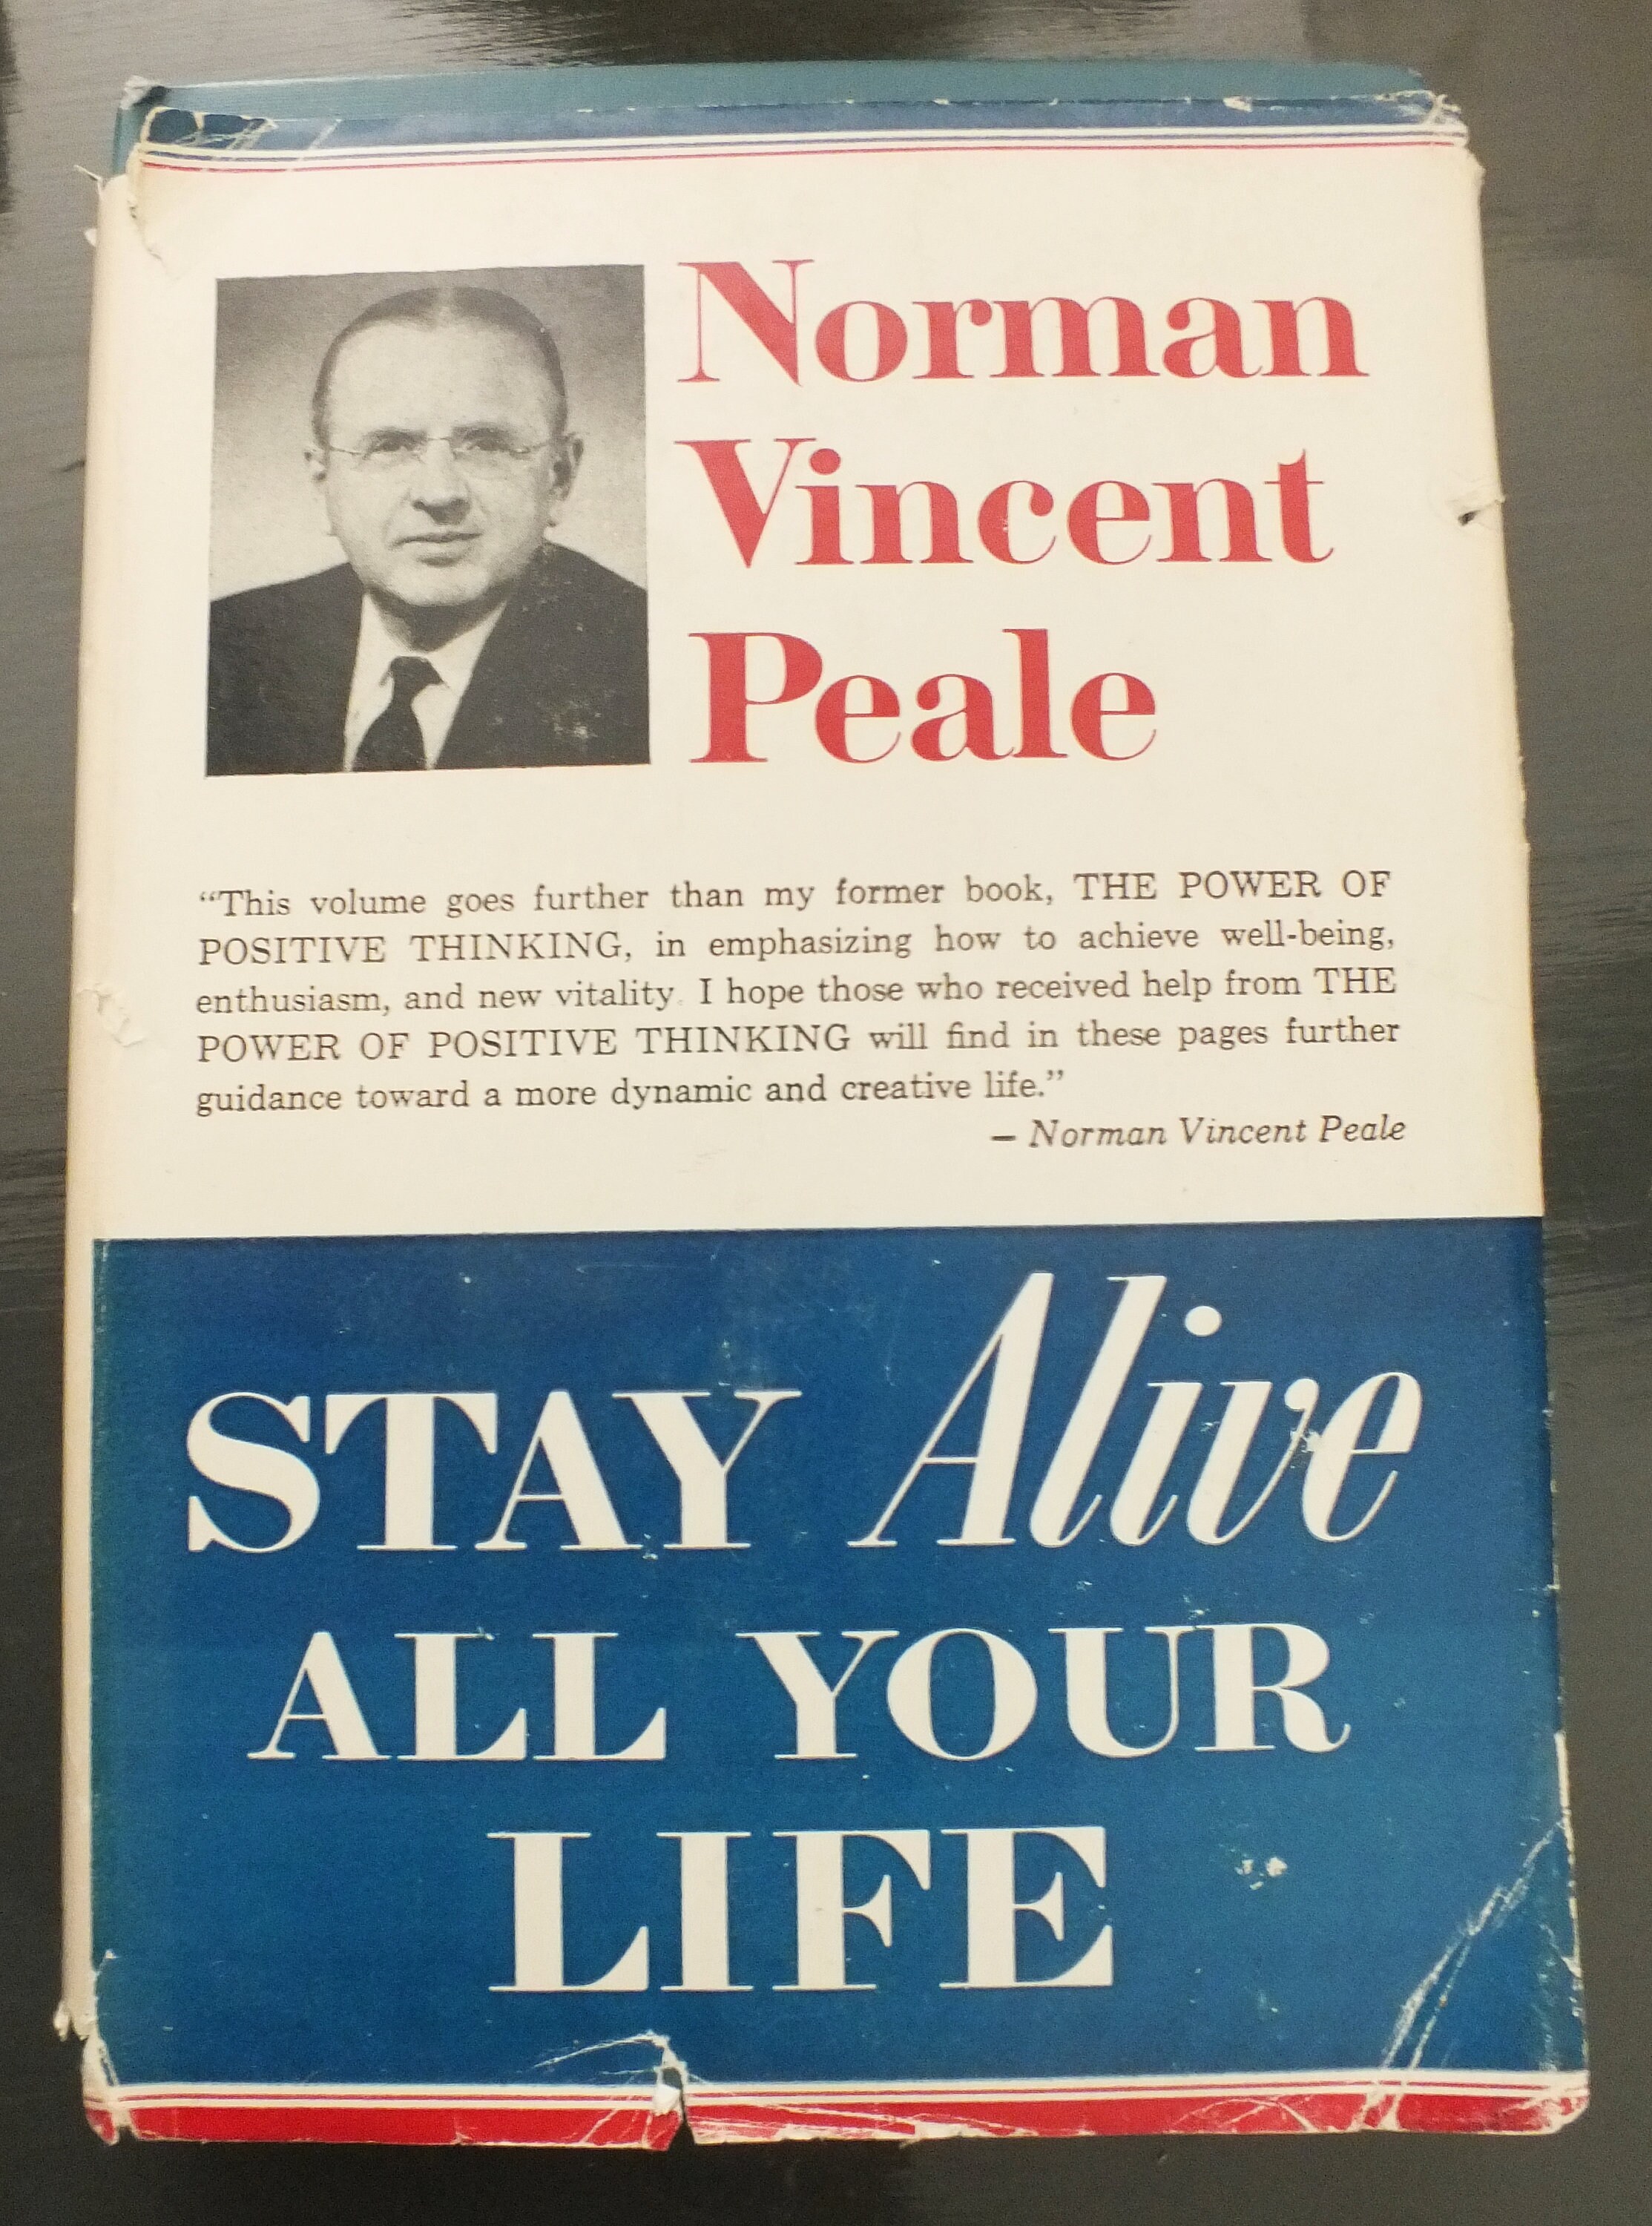 Norman
Vincent
Peale
“This volume goes further than my former book, THE POWER OF
POSITIVE THINKING, in emphasizing how to achieve well-being,
enthusiasm, and new vitality. I hope those who received help from THE
POWER OF POSITIVE THINKING will find in these pages further
guidance toward a more dynamic and creative life.”
— Norman Vincent Peale
STAY Alive
ALL YOUR
LIFE